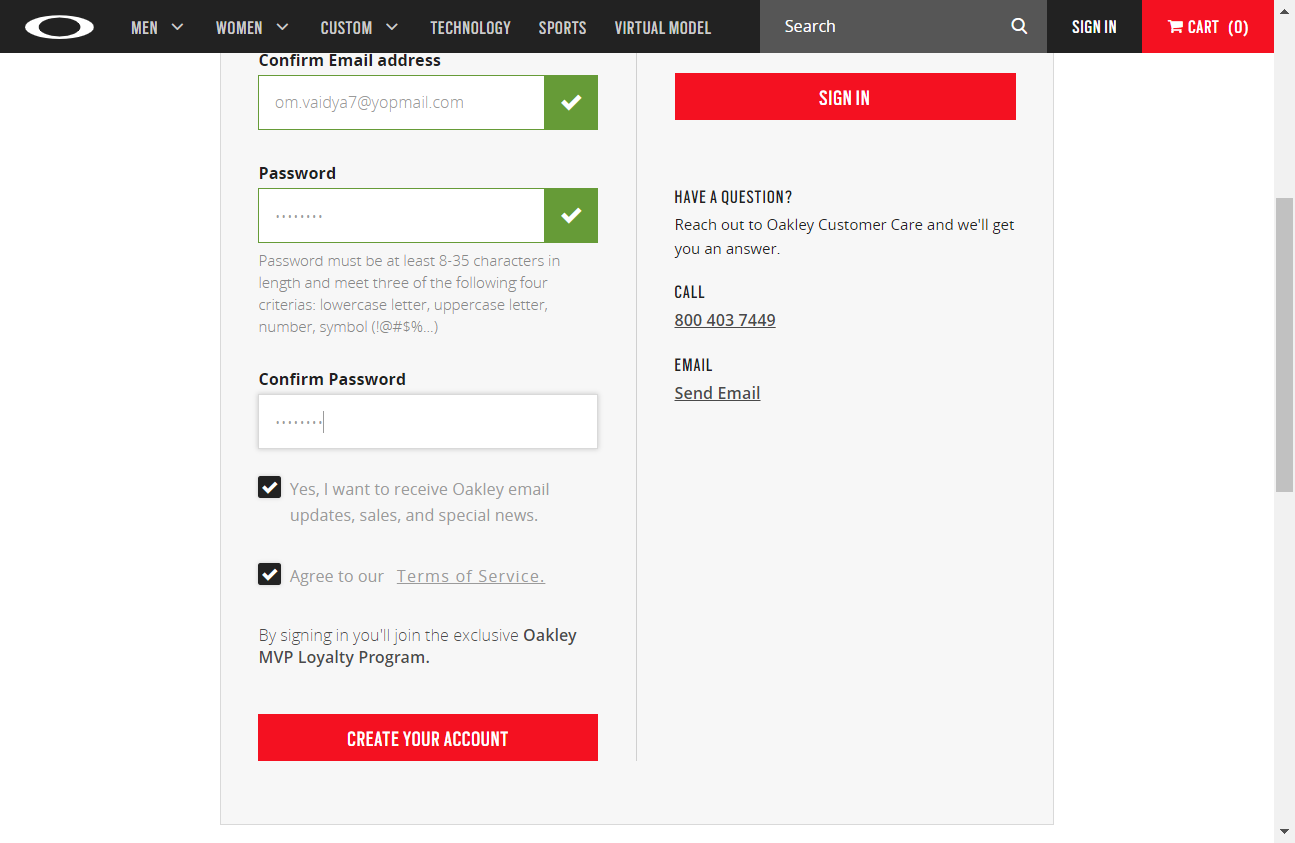 MEN
WOMEN
CUSTOM
TECHNOLOGY
SPORTS
VIRTUAL MODEL
Search
SIGN IN
CART (0)
Confirm Email address
om.vaidya7@yopmail.com
Password
········
Password must be at least 8-35 characters in
length and meet three of the following four
criterias: lowercase letter, uppercase letter,
number, symbol (!@#$%...)
Confirm Password
········
Yes, I want to receive Oakley email
updates, sales, and special news.
Agree to our Terms of Service.
By signing in you'll join the exclusive Oakley
MVP Loyalty Program.
CREATE YOUR ACCOUNT
SIGN IN
HAVE A QUESTION?
Reach out to Oakley Customer Care and we'll get
you an answer.
CALL
800 403 7449
EMAIL
Send Email